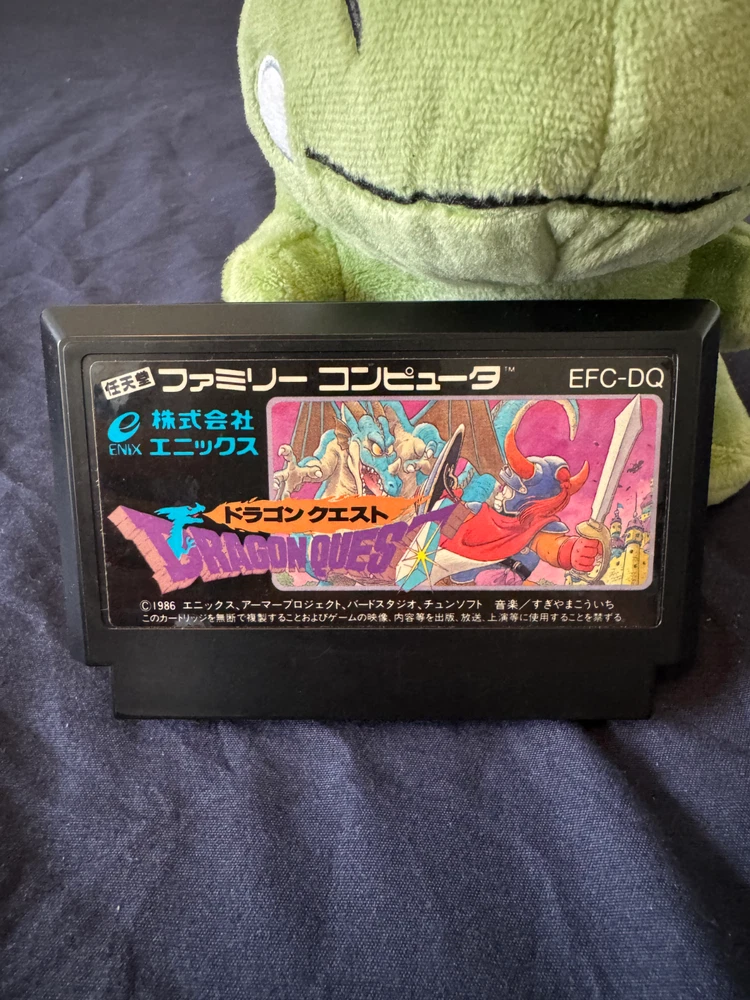 任天堂 ファミリー コンピュータ™ EFC-DQ
e 株式会社
ENIX エニックス
ドラゴン クエスト
DRAGON QUEST
©1986 エニックス、アーマープロジェクト、バードスタジオ、チュンソフト 音楽／すぎやまこういち
このカートリッジを無断で複製することおよびゲームの映像、内容等を出版、放送、上演等に使用することを禁ずる。